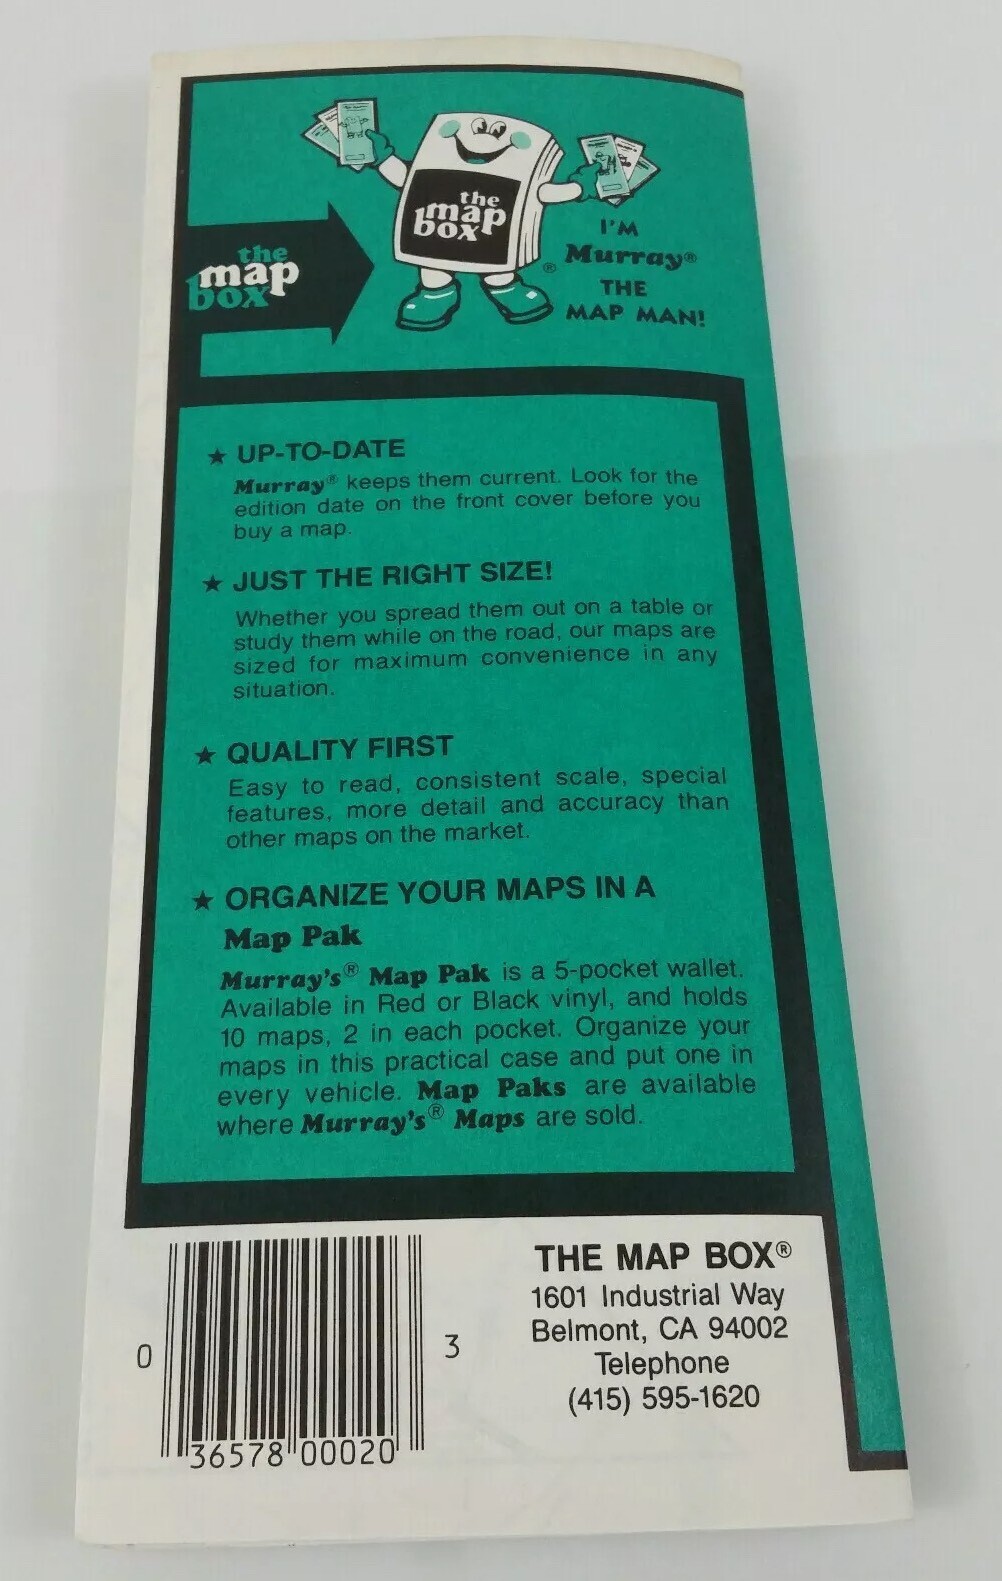 the
map
box
the
map
box
I'M
Murray®
®
THE
MAP MAN!
★ UP-TO-DATE
Murray® keeps them current. Look for the
edition date on the front cover before you
buy a map.
★ JUST THE RIGHT SIZE!
Whether you spread them out on a table or
study them while on the road, our maps are
sized for maximum convenience in any
situation.
★ QUALITY FIRST
Easy to read, consistent scale, special
features, more detail and accuracy than
other maps on the market.
★ ORGANIZE YOUR MAPS IN A
Map Pak
Murray's® Map Pak is a 5-pocket wallet.
Available in Red or Black vinyl, and holds
10 maps, 2 in each pocket. Organize your
maps in this practical case and put one in
every vehicle. Map Paks are available
where Murray's® Maps are sold.
0 36578 00020 3
THE MAP BOX®
1601 Industrial Way
Belmont, CA 94002
Telephone
(415) 595-1620